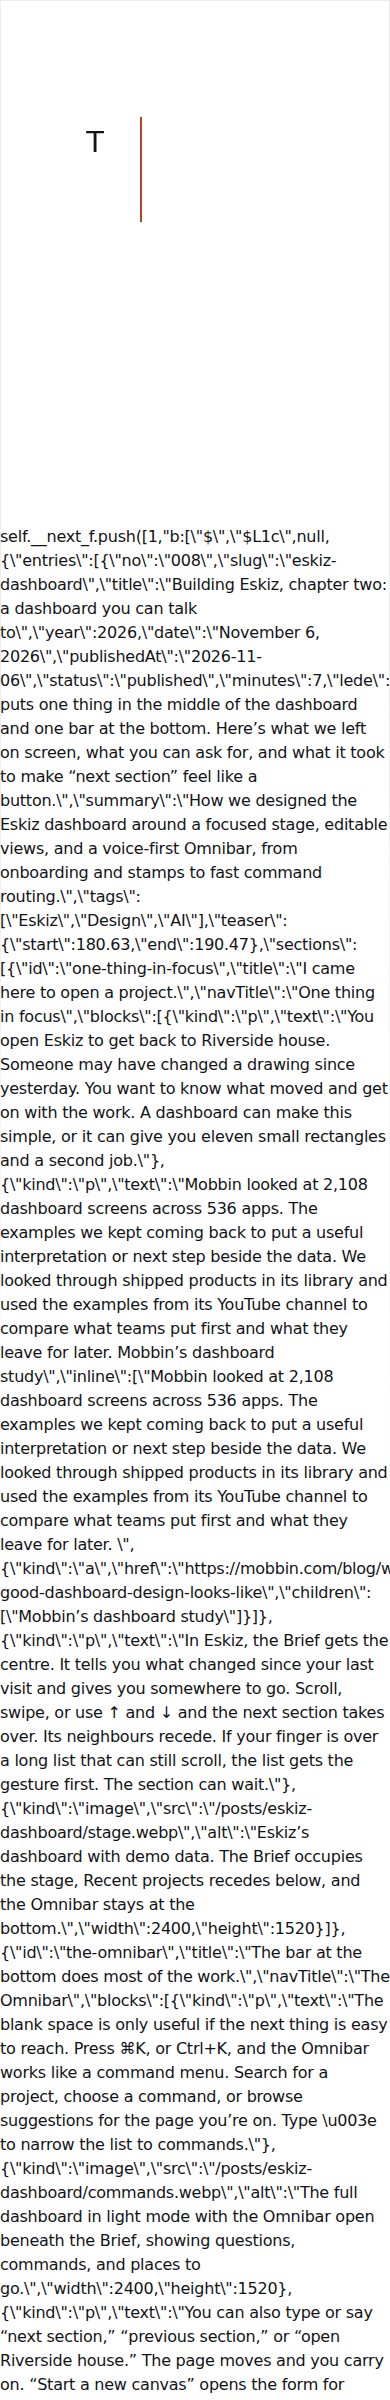 T
self.__next_f.push([1,"b:[\"$\",\"$L1c\",null,
{\"entries\":[{\"no\":\"008\",\"slug\":\"eskiz-
dashboard\",\"title\":\"Building Eskiz, chapter two:
a dashboard you can talk
to\",\"year\":2026,\"date\":\"November 6,
2026\",\"publishedAt\":\"2026-11-
06\",\"status\":\"published\",\"minutes\":7,\"lede\":
puts one thing in the middle of the dashboard
and one bar at the bottom. Here’s what we left
on screen, what you can ask for, and what it took
to make “next section” feel like a
button.\",\"summary\":\"How we designed the
Eskiz dashboard around a focused stage, editable
views, and a voice-first Omnibar, from
onboarding and stamps to fast command
routing.\",\"tags\":
[\"Eskiz\",\"Design\",\"AI\"],\"teaser\":
{\"start\":180.63,\"end\":190.47},\"sections\":
[{\"id\":\"one-thing-in-focus\",\"title\":\"I came
here to open a project.\",\"navTitle\":\"One thing
in focus\",\"blocks\":[{\"kind\":\"p\",\"text\":\"You
open Eskiz to get back to Riverside house.
Someone may have changed a drawing since
yesterday. You want to know what moved and get
on with the work. A dashboard can make this
simple, or it can give you eleven small rectangles
and a second job.\"},
{\"kind\":\"p\",\"text\":\"Mobbin looked at 2,108
dashboard screens across 536 apps. The
examples we kept coming back to put a useful
interpretation or next step beside the data. We
looked through shipped products in its library and
used the examples from its YouTube channel to
compare what teams put first and what they
leave for later. Mobbin’s dashboard
study\",\"inline\":[\"Mobbin looked at 2,108
dashboard screens across 536 apps. The
examples we kept coming back to put a useful
interpretation or next step beside the data. We
looked through shipped products in its library and
used the examples from its YouTube channel to
compare what teams put first and what they
leave for later. \",
{\"kind\":\"a\",\"href\":\"https://mobbin.com/blog/w
good-dashboard-design-looks-like\",\"children\":
[\"Mobbin’s dashboard study\"]}]},
{\"kind\":\"p\",\"text\":\"In Eskiz, the Brief gets the
centre. It tells you what changed since your last
visit and gives you somewhere to go. Scroll,
swipe, or use ↑ and ↓ and the next section takes
over. Its neighbours recede. If your finger is over
a long list that can still scroll, the list gets the
gesture first. The section can wait.\"},
{\"kind\":\"image\",\"src\":\"/posts/eskiz-
dashboard/stage.webp\",\"alt\":\"Eskiz’s
dashboard with demo data. The Brief occupies
the stage, Recent projects recedes below, and
the Omnibar stays at the
bottom.\",\"width\":2400,\"height\":1520}]},
{\"id\":\"the-omnibar\",\"title\":\"The bar at the
bottom does most of the work.\",\"navTitle\":\"The
Omnibar\",\"blocks\":[{\"kind\":\"p\",\"text\":\"The
blank space is only useful if the next thing is easy
to reach. Press ⌘K, or Ctrl+K, and the Omnibar
works like a command menu. Search for a
project, choose a command, or browse
suggestions for the page you’re on. Type \u003e
to narrow the list to commands.\"},
{\"kind\":\"image\",\"src\":\"/posts/eskiz-
dashboard/commands.webp\",\"alt\":\"The full
dashboard in light mode with the Omnibar open
beneath the Brief, showing questions,
commands, and places to
go.\",\"width\":2400,\"height\":1520},
{\"kind\":\"p\",\"text\":\"You can also type or say
“next section,” “previous section,” or “open
Riverside house.” The page moves and you carry
on. “Start a new canvas” opens the form for